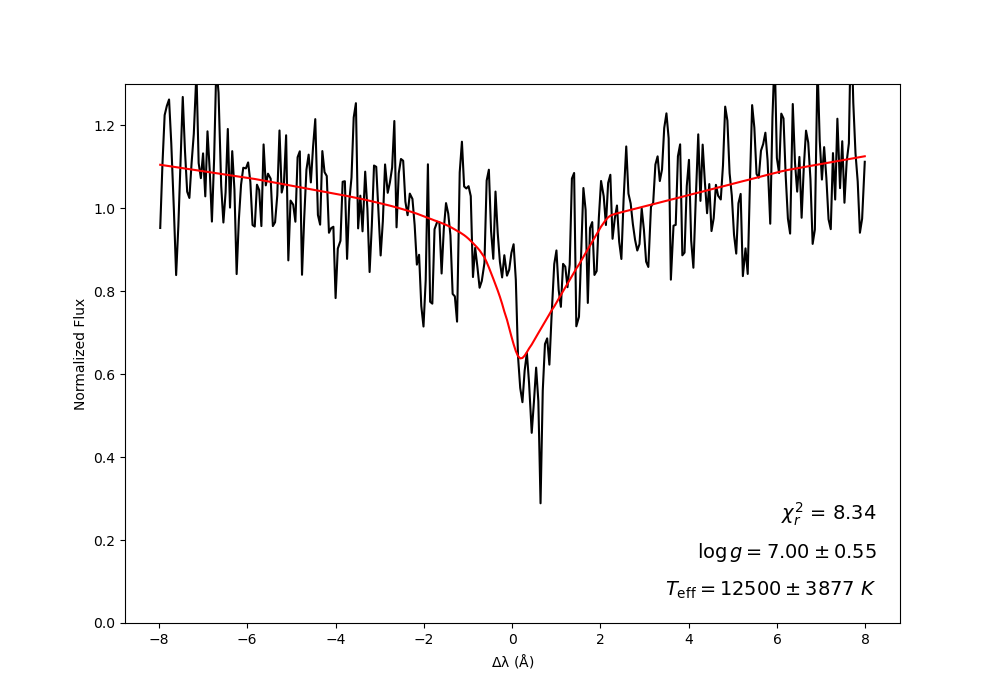 1.2
1.0
0.8
0.6
0.4
0.2
0.0
Normalized Flux
χ²ᵣ = 8.34
log g = 7.00 ± 0.55
T_eff = 12500 ± 3877 K
−8 −6 −4 −2 0 2 4 6 8
Δλ (Å)